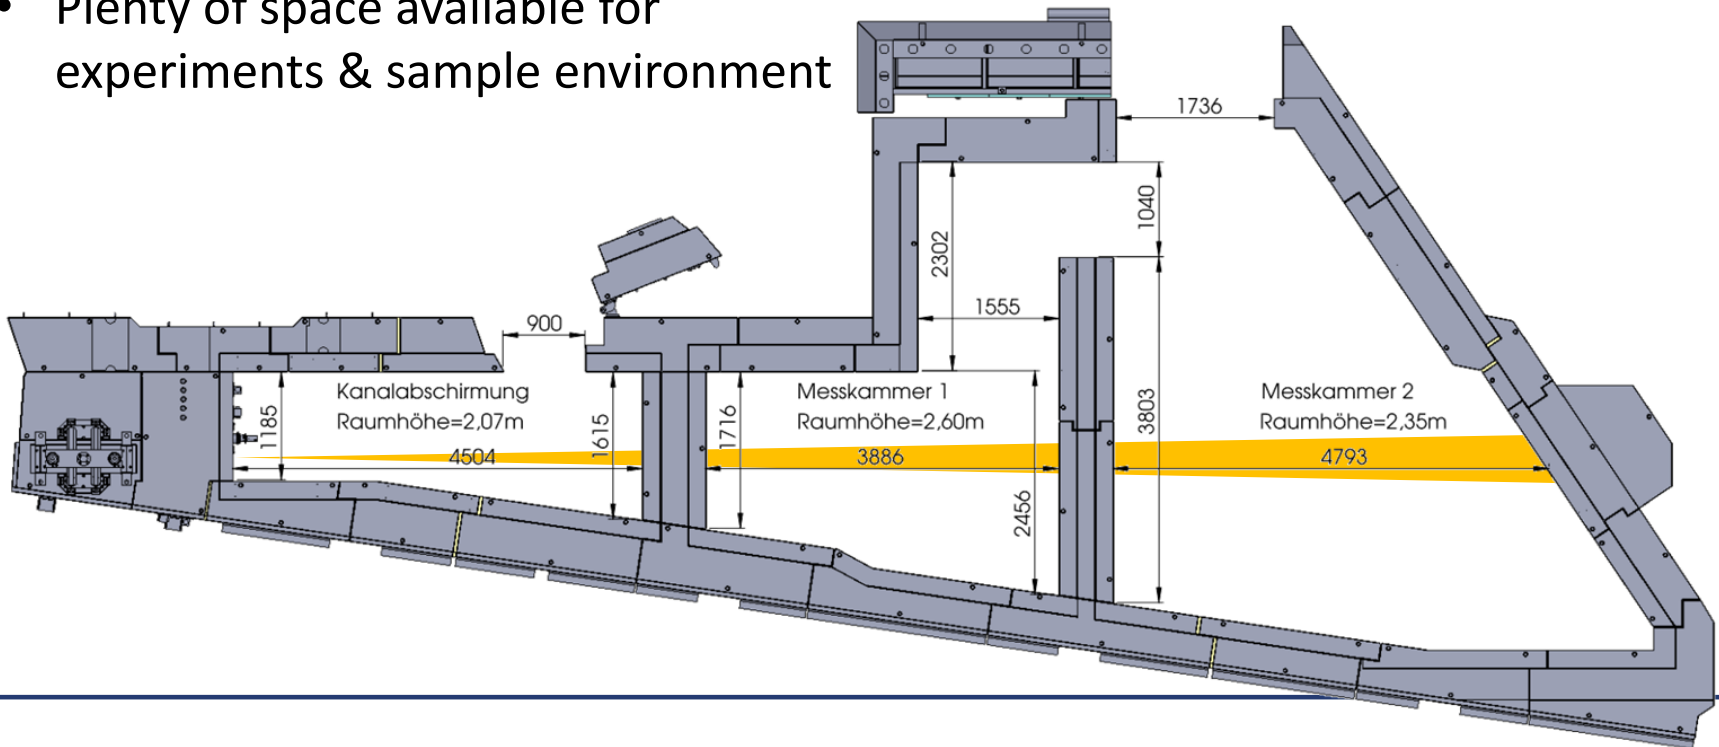 • Plenty of space available for
experiments & sample environment
1736
1040
2302
1555
900
Kanalabschirmung
Raumhöhe=2,07m
Messkammer 1
Raumhöhe=2,60m
Messkammer 2
Raumhöhe=2,35m
1185
1615
1716
3803
4504
3886
4793
2456